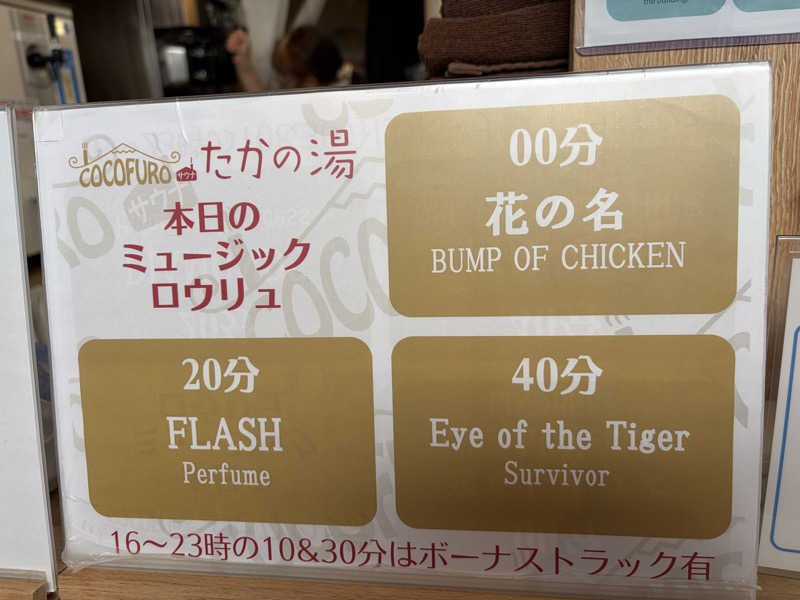 COCOFURO サウナ たかの湯
本日の
ミュージック
ロウリュ
00分
花の名
BUMP OF CHICKEN
20分
FLASH
Perfume
40分
Eye of the Tiger
Survivor
16～23時の10&30分はボーナストラック有
the building.